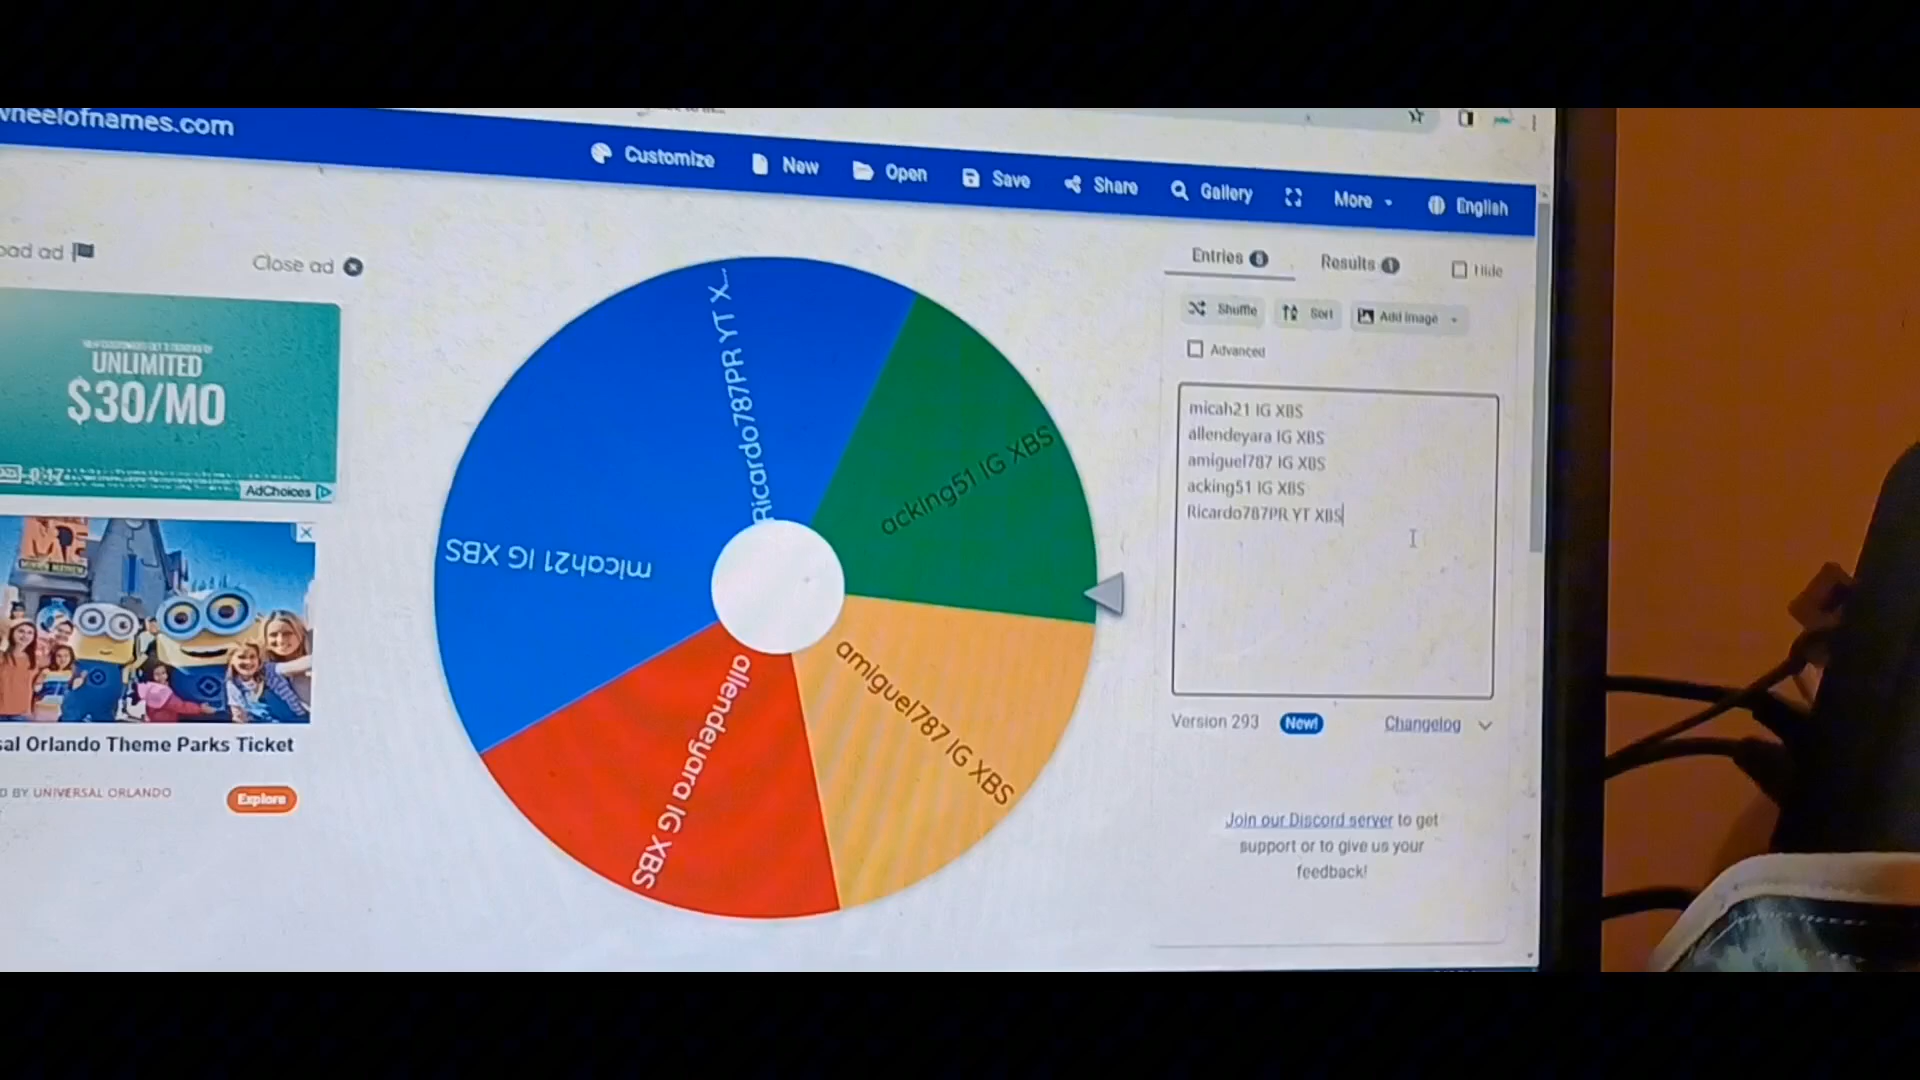 wheelofnames.com
Customize New Open Save Share Gallery More English
ad Close ad
Entries Results 1 Hide
Shuffle Sort Add image
Advanced
UNLIMITED
$30/MO
AdChoices
Orlando Theme Parks Ticket
BY UNIVERSAL ORLANDO
Explore
Ricardo787PR YT X...
acking51 IG XBS
amiguel787 IG XBS
allendeyara IG XBS
micah21 IG XBS
micah21 IG XBS
allendeyara IG XBS
amiguel787 IG XBS
acking51 IG XBS
Ricardo787PR YT XBS
Version 293 New! Changelog
Join our Discord server to get
support or to give us your
feedback!